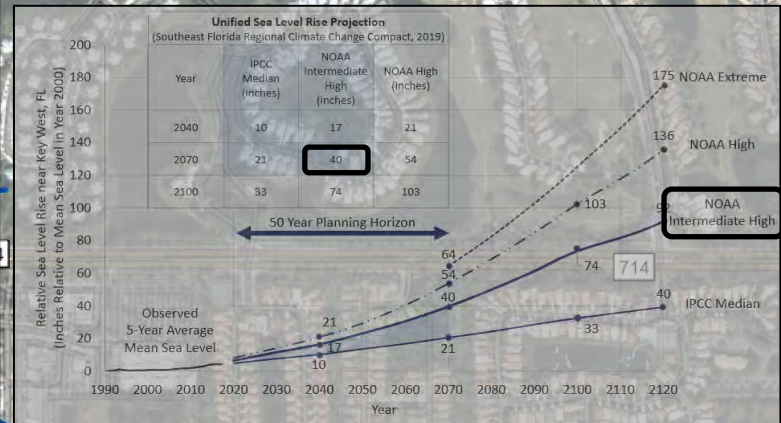 Unified Sea Level Rise Projection
(Southeast Florida Regional Climate Change Compact, 2019)
Year
IPCC Median (inches)
NOAA Intermediate High (inches)
NOAA High (inches)
2040 10 17 21
2070 21 40 54
2100 33 74 103
50 Year Planning Horizon
Observed
5-Year Average
Mean Sea Level
Relative Sea Level Rise near Key West, FL
(Inches Relative to Mean Sea Level in Year 2000)
200
180
160
140
120
100
80
60
40
20
0
175 NOAA Extreme
136
NOAA High
103
92
NOAA
Intermediate High
64
54
40
74
714
40
IPCC Median
21
17
10
21
33
1990 2000 2010 2020 2030 2040 2050 2060 2070 2080 2090 2100 2110 2120
Year